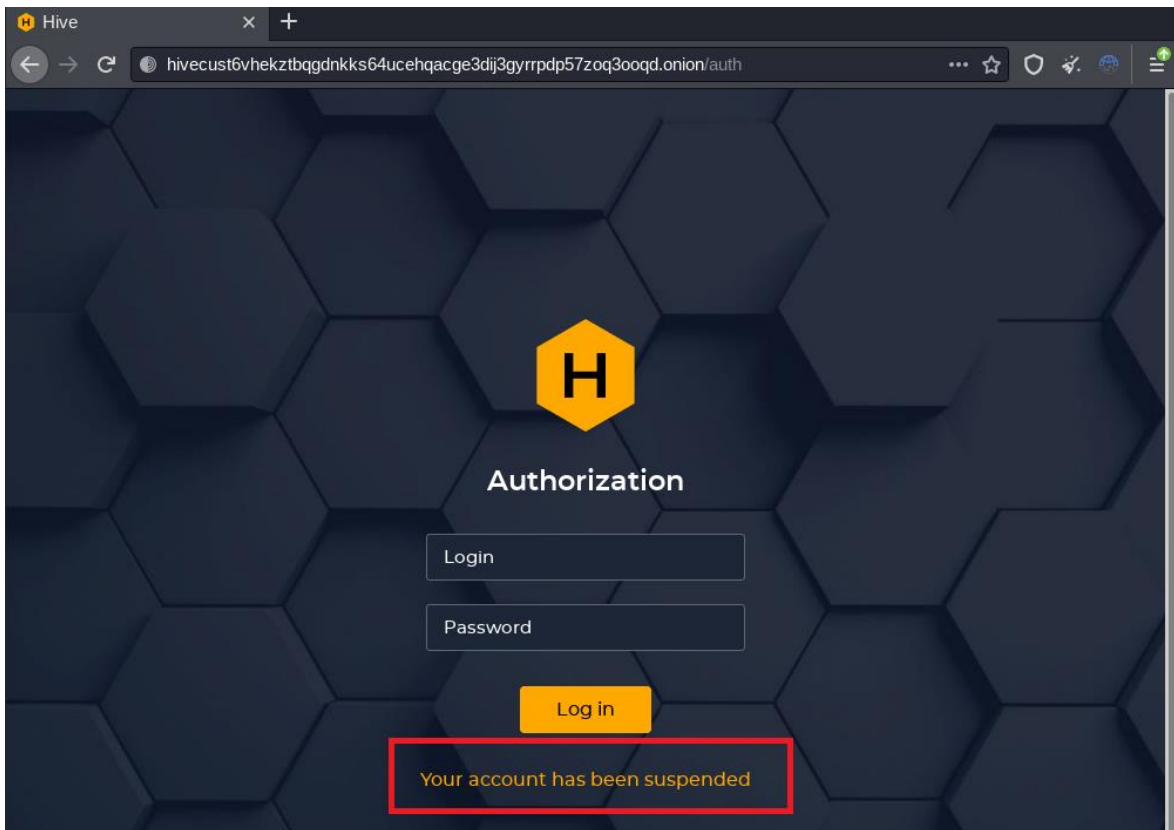 Hive
hivecust6vhekztbqgdnkks64ucehqacge3dij3gyrrpdp57zoq3ooqd.onion/auth
H
Authorization
Login
Password
Log in
Your account has been suspended